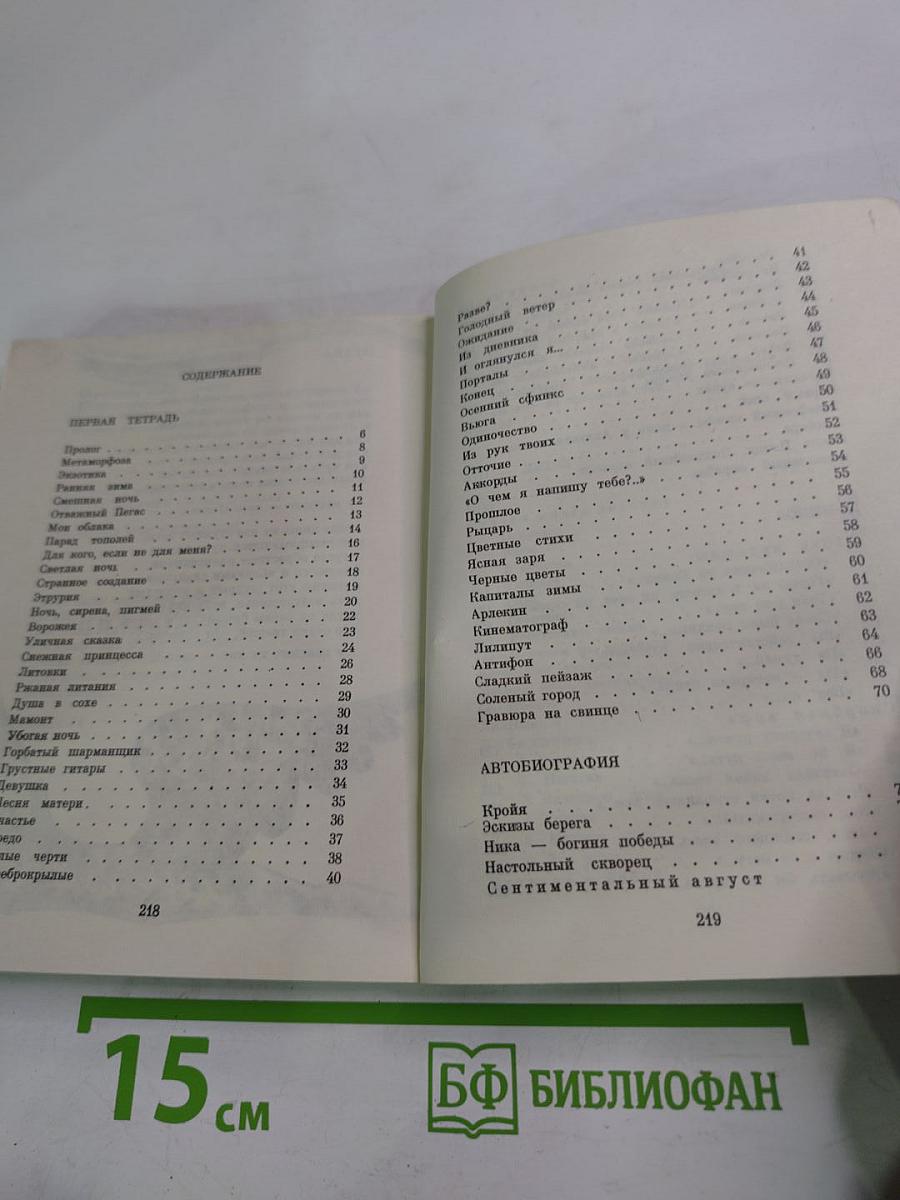 СОДЕРЖАНИЕ
ПЕРВАЯ ТЕТРАДЬ
Пролог . . . 6
Метаморфоза . . . 8
Экзотика . . . 9
Ранняя зима . . . 10
Смешная ночь . . . 11
Отважный Пегас . . . 12
Мои облака . . . 13
Парад тополей . . . 14
Для кого, если не для меня? . . . 16
Светлая ночь . . . 17
Странное создание . . . 18
Этрурия . . . 19
Ночь, сирена, пигмей . . . 20
Ворожея . . . 22
Уличная сказка . . . 23
Снежная принцесса . . . 24
Литовки . . . 26
Ржаная литания . . . 28
Душа в сохе . . . 29
Мамонт . . . 30
Убогая ночь . . . 31
Горбатый шарманщик . . . 32
Грустные гитары . . . 33
Девушка . . . 34
Песня матери . . . 35
частье . . . 36
редо . . . 37
лые черти . . . 38
еброкрылые . . . 40
218
Разве? . . . 41
Голодный ветер . . . 42
Ожидание . . . 43
Из дневника . . . 44
И оглянулся я... . . . 45
Порталы . . . 46
Конец . . . 47
Осенний сфинкс . . . 48
Вьюга . . . 49
Одиночество . . . 50
Из рук твоих . . . 51
Отточие . . . 52
Аккорды . . . 53
«О чем я напишу тебе?..» . . . 54
Прошлое . . . 55
Рыцарь . . . 56
Цветные стихи . . . 57
Ясная заря . . . 58
Черные цветы . . . 59
Капиталы зимы . . . 60
Арлекин . . . 61
Кинематограф . . . 62
Лилипут . . . 63
Антифон . . . 64
Сладкий пейзаж . . . 66
Соленый город . . . 68
Гравюра на свинце . . . 70
АВТОБИОГРАФИЯ
Кройя . . .
Эскизы берега . . .
Ника — богиня победы . . .
Настольный скворец . . .
Сентиментальный август
219
15 см
БФ БИБЛИОФАН